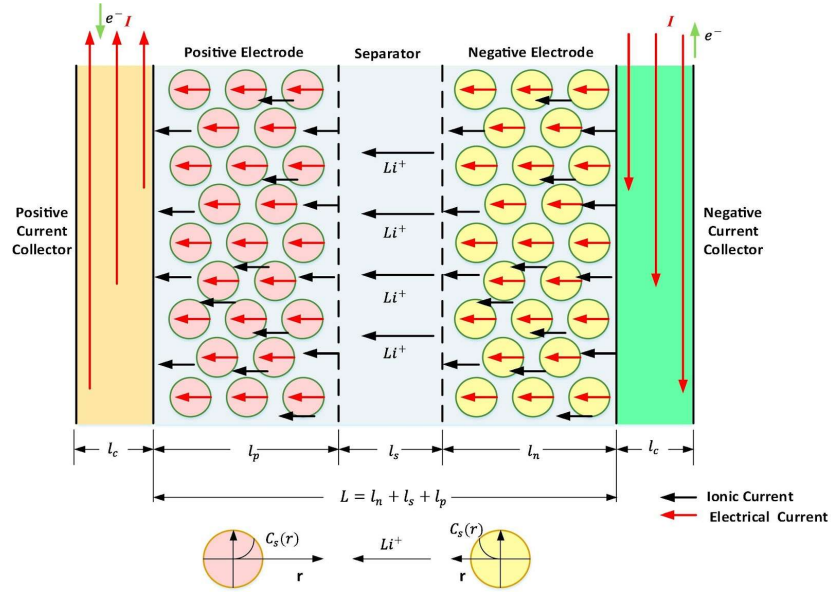 e⁻ I
I e⁻
Positive Electrode
Separator
Negative Electrode
Li⁺
Li⁺
Li⁺
Li⁺
Positive
Current
Collector
Negative
Current
Collector
l_c
l_p
l_s
l_n
l_c
L = l_n + l_s + l_p
Ionic Current
Electrical Current
C_s(r)
r
Li⁺
C_s(r)
r